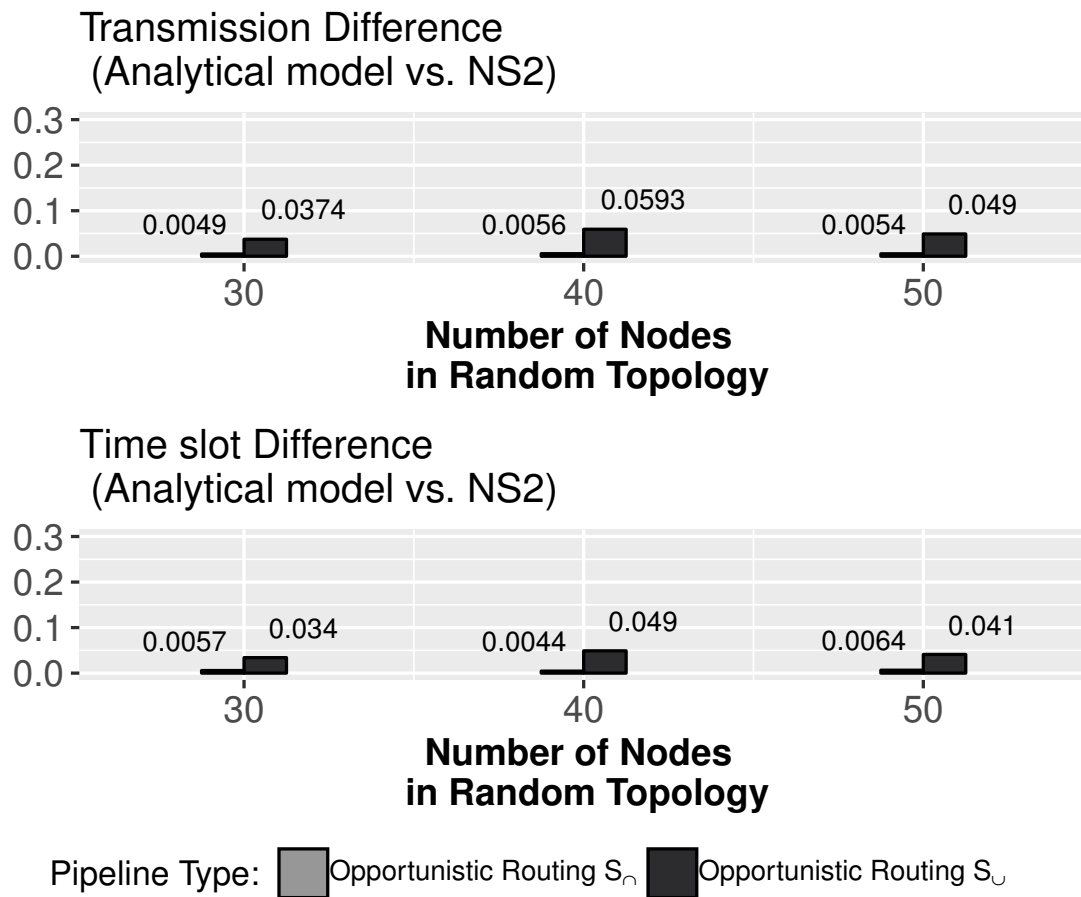 Transmission Difference
(Analytical model vs. NS2)
0.3
0.2
0.1
0.0
0.0049
0.0374
0.0056
0.0593
0.0054
0.049
30
40
50
Number of Nodes
in Random Topology
Time slot Difference
(Analytical model vs. NS2)
0.3
0.2
0.1
0.0
0.0057
0.034
0.0044
0.049
0.0064
0.041
30
40
50
Number of Nodes
in Random Topology
Pipeline Type: Opportunistic Routing S∩ Opportunistic Routing S∪